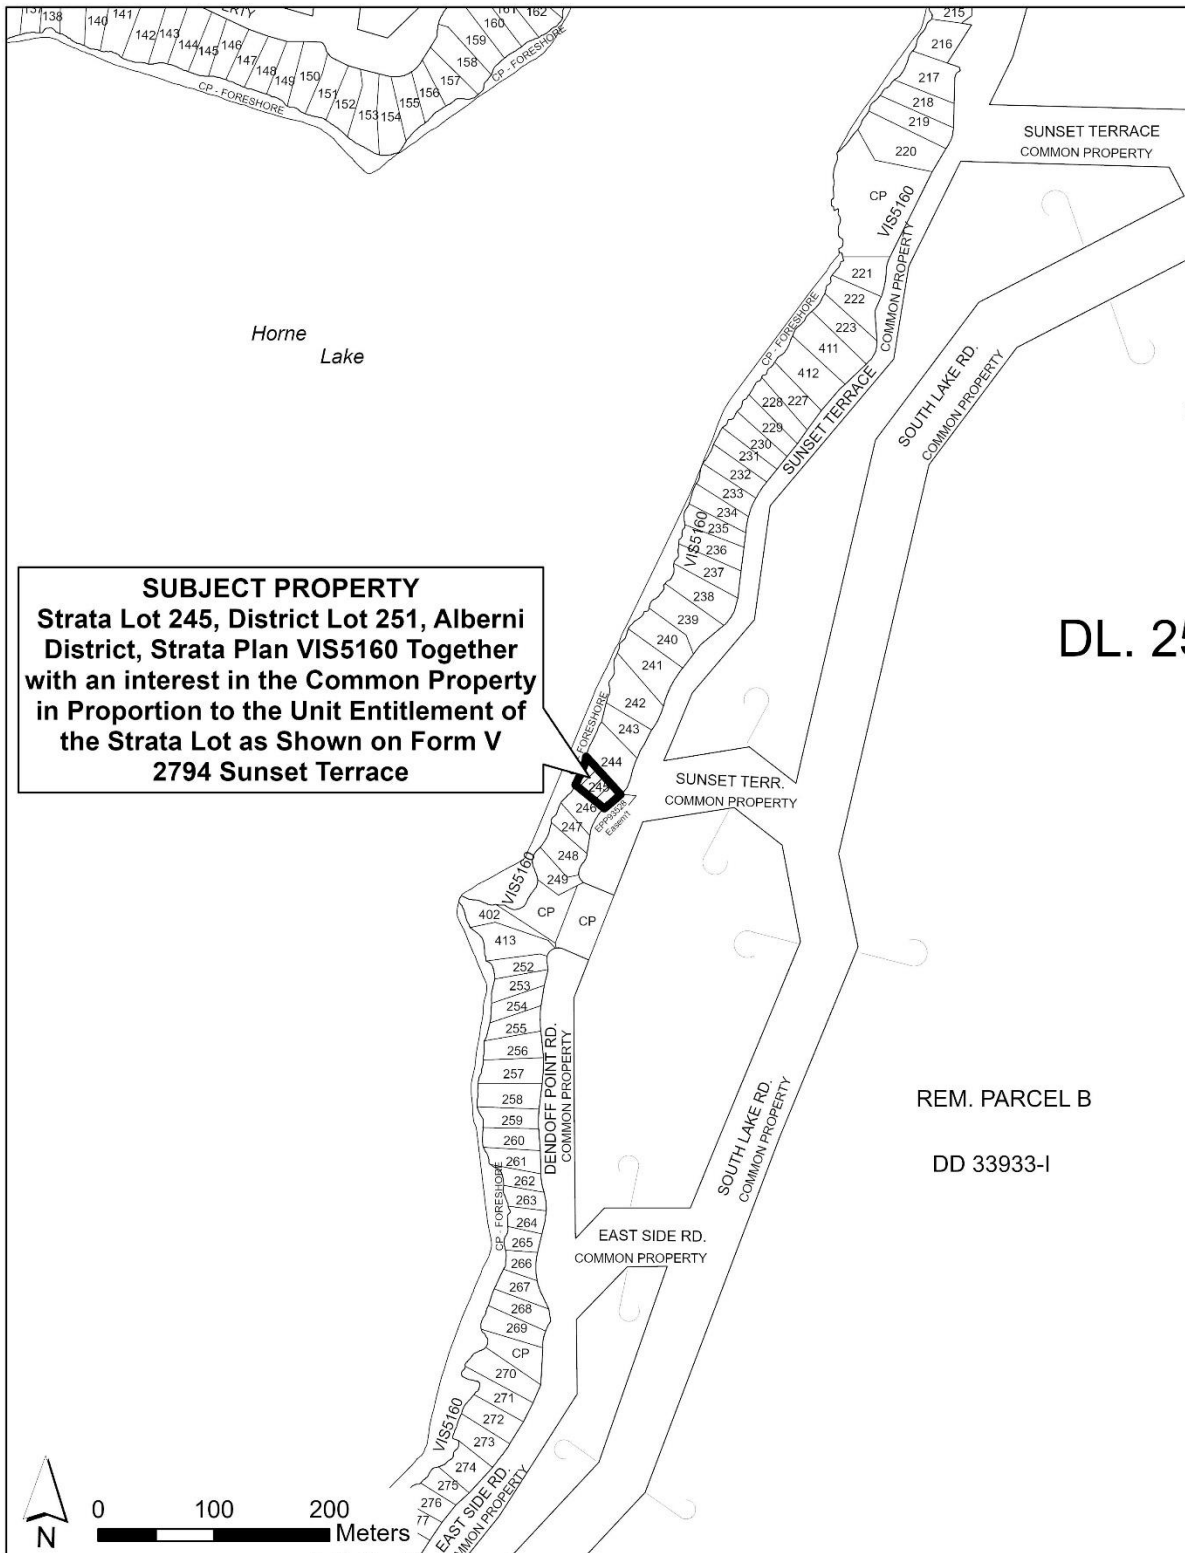 137
138
140
141
142
143
144
145
146
147
148
149
150
151
152
153
154
155
156
157
158
159
160
161
162
CP - FORESHORE
CP - FORESHORE
215
216
217
218
219
220
SUNSET TERRACE
COMMON PROPERTY
CP
VIS5160
COMMON PROPERTY
221
222
223
411
412
227
228
229
230
231
232
233
234
235
236
237
238
239
240
241
242
243
244
245
246
247
248
249
CP - FORESHORE
SUNSET TERRACE
SOUTH LAKE RD.
COMMON PROPERTY
Horne
Lake
VIS5160
SUBJECT PROPERTY
Strata Lot 245, District Lot 251, Alberni
District, Strata Plan VIS5160 Together
with an interest in the Common Property
in Proportion to the Unit Entitlement of
the Strata Lot as Shown on Form V
2794 Sunset Terrace
DL. 25
FORESHORE
SUNSET TERR.
COMMON PROPERTY
VIS5160
CP
CP
402
413
252
253
254
255
256
257
258
259
260
261
262
263
264
265
266
267
268
269
CP
270
271
272
273
274
275
276
77
DENDOFF POINT RD.
COMMON PROPERTY
CP - FORESHORE
SOUTH LAKE RD.
COMMON PROPERTY
REM. PARCEL B
DD 33933-I
EAST SIDE RD.
COMMON PROPERTY
VIS5160
EAST SIDE RD.
COMMON PROPERTY
N
0 100 200
Meters